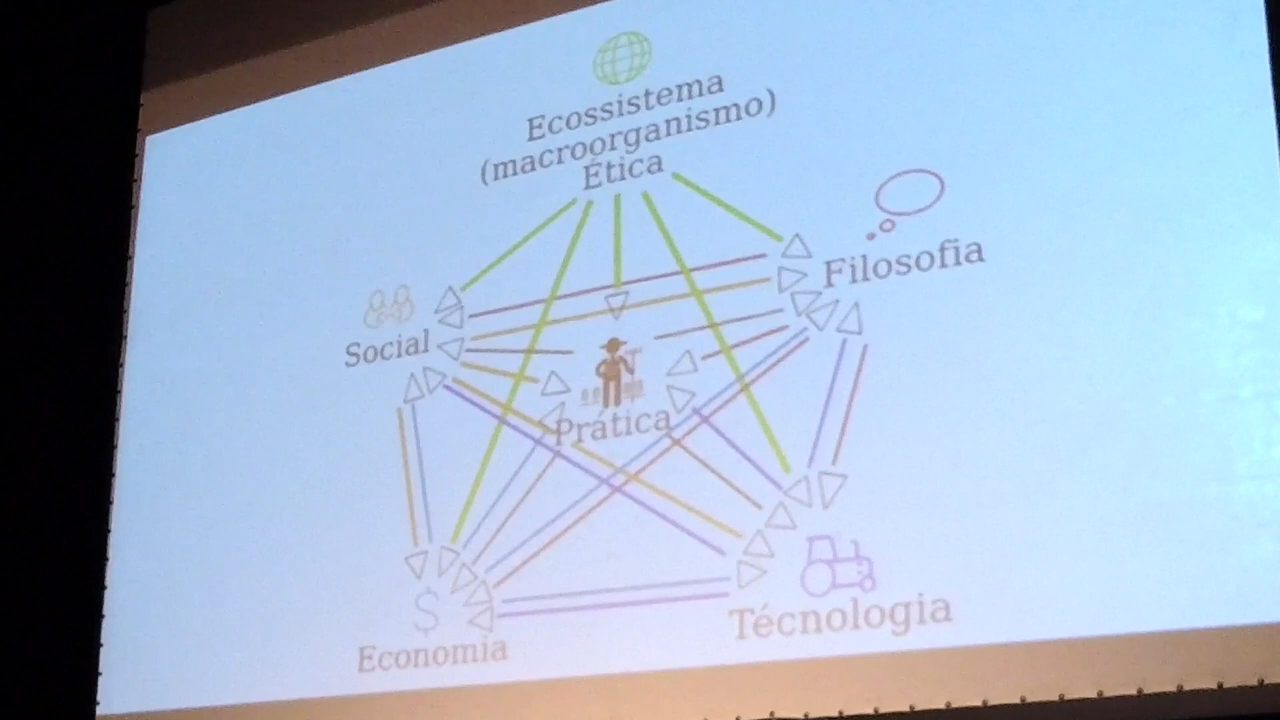 Ecossistema
(macroorganismo)
Ética
Filosofia
Social
Prática
$
Técnologia
Economia